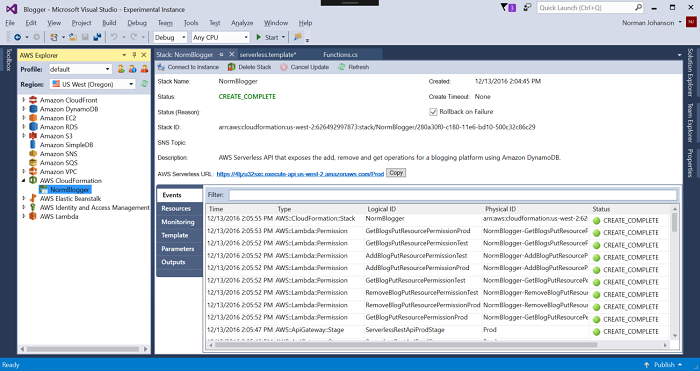 Blogger - Microsoft Visual Studio - Experimental Instance
3
Quick Launch (Ctrl+Q)
File Edit View Project Build Debug Team Tools Test Analyze Window Help
Norman Johanson
NJ
Debug Any CPU Start
Toolbox
AWS Explorer
Profile: default
Region: US West (Oregon)
Amazon CloudFront
Amazon DynamoDB
Amazon EC2
Amazon RDS
Amazon S3
Amazon SimpleDB
Amazon SNS
Amazon SQS
Amazon VPC
AWS CloudFormation
NormBlogger
AWS Elastic Beanstalk
AWS Identity and Access Management
AWS Lambda
Stack: NormBlogger serverless.template* Functions.cs
Connect to Instance Delete Stack Cancel Update Refresh
Stack Name: NormBlogger Created: 12/13/2016 2:04:45 PM
Status: CREATE_COMPLETE Create Timeout: None
Status (Reason): Rollback on Failure
Stack ID: arn:aws:cloudformation:us-west-2:626492997873:stack/NormBlogger/280a30f0-c180-11e6-bd10-500c32c86c29
SNS Topic:
Description: AWS Serverless API that exposes the add, remove and get operations for a blogging platform using Amazon DynamoDB.
AWS Serverless URL: Copy
Events
Resources
Monitoring
Template
Parameters
Outputs
Filter:
Time Type Logical ID Physical ID Status
12/13/2016 2:05:55 PM AWS::CloudFormation::Stack NormBlogger arn:aws:cloudformation:us-west-2:62 CREATE_COMPLETE
12/13/2016 2:05:53 PM AWS::Lambda::Permission GetBlogsPutResourcePermissionProd NormBlogger-GetBlogsPutResourceP CREATE_COMPLETE
12/13/2016 2:05:52 PM AWS::Lambda::Permission GetBlogsPutResourcePermissionTest NormBlogger-GetBlogsPutResourceP CREATE_COMPLETE
12/13/2016 2:05:52 PM AWS::Lambda::Permission AddBlogPutResourcePermissionTest NormBlogger-AddBlogPutResourceP CREATE_COMPLETE
12/13/2016 2:05:52 PM AWS::Lambda::Permission AddBlogPutResourcePermissionProd NormBlogger-AddBlogPutResourceP CREATE_COMPLETE
12/13/2016 2:05:52 PM AWS::Lambda::Permission GetBlogPutResourcePermissionTest NormBlogger-GetBlogPutResourcePe CREATE_COMPLETE
12/13/2016 2:05:52 PM AWS::Lambda::Permission RemoveBlogPutResourcePermissionTest NormBlogger-RemoveBlogPutResour CREATE_COMPLETE
12/13/2016 2:05:52 PM AWS::Lambda::Permission RemoveBlogPutResourcePermissionProd NormBlogger-RemoveBlogPutResour CREATE_COMPLETE
12/13/2016 2:05:52 PM AWS::Lambda::Permission GetBlogPutResourcePermissionProd NormBlogger-GetBlogPutResourcePe CREATE_COMPLETE
12/13/2016 2:05:47 PM AWS::ApiGateway::Stage ServerlessRestApiProdStage Prod CREATE_COMPLETE
Solution Explorer
Team Explorer
Properties
Ready
Publish